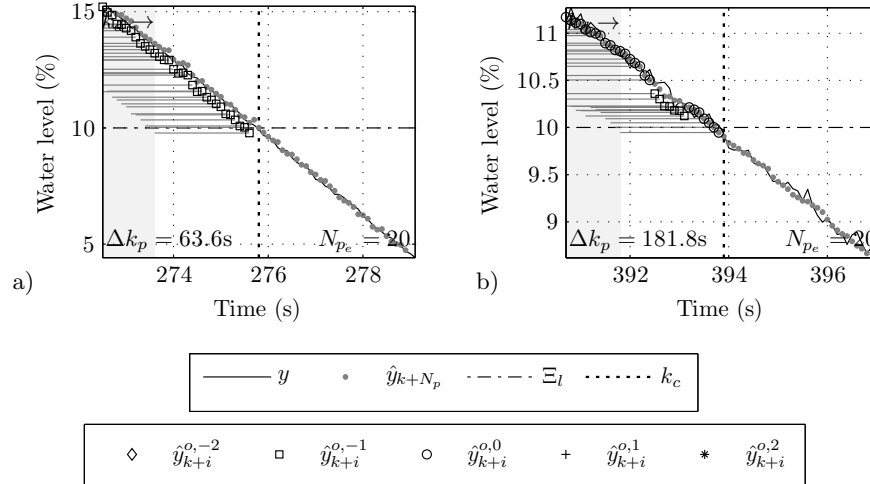 15
10
5
Water level (%)
→
Δk_p = 63.6s
N_{p_e} = 20
274
276
278
Time (s)
a)
11
10.5
10
9.5
9
Water level (%)
→
Δk_p = 181.8s
N_{p_e} = 20
392
394
396
Time (s)
b)
y ŷ_{k+N_p} Ξ_l k_c
ŷ^{o,−2}_{k+i} ŷ^{o,−1}_{k+i} ŷ^{o,0}_{k+i} ŷ^{o,1}_{k+i} ŷ^{o,2}_{k+i}